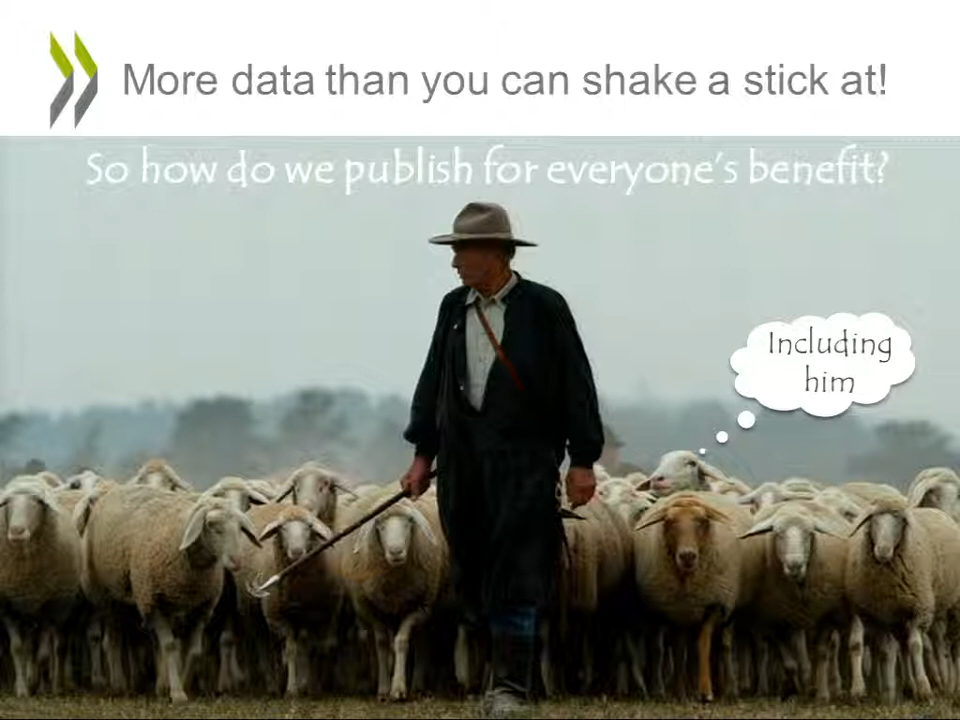 More data than you can shake a stick at!
So how do we publish for everyone's benefit?
Including
him